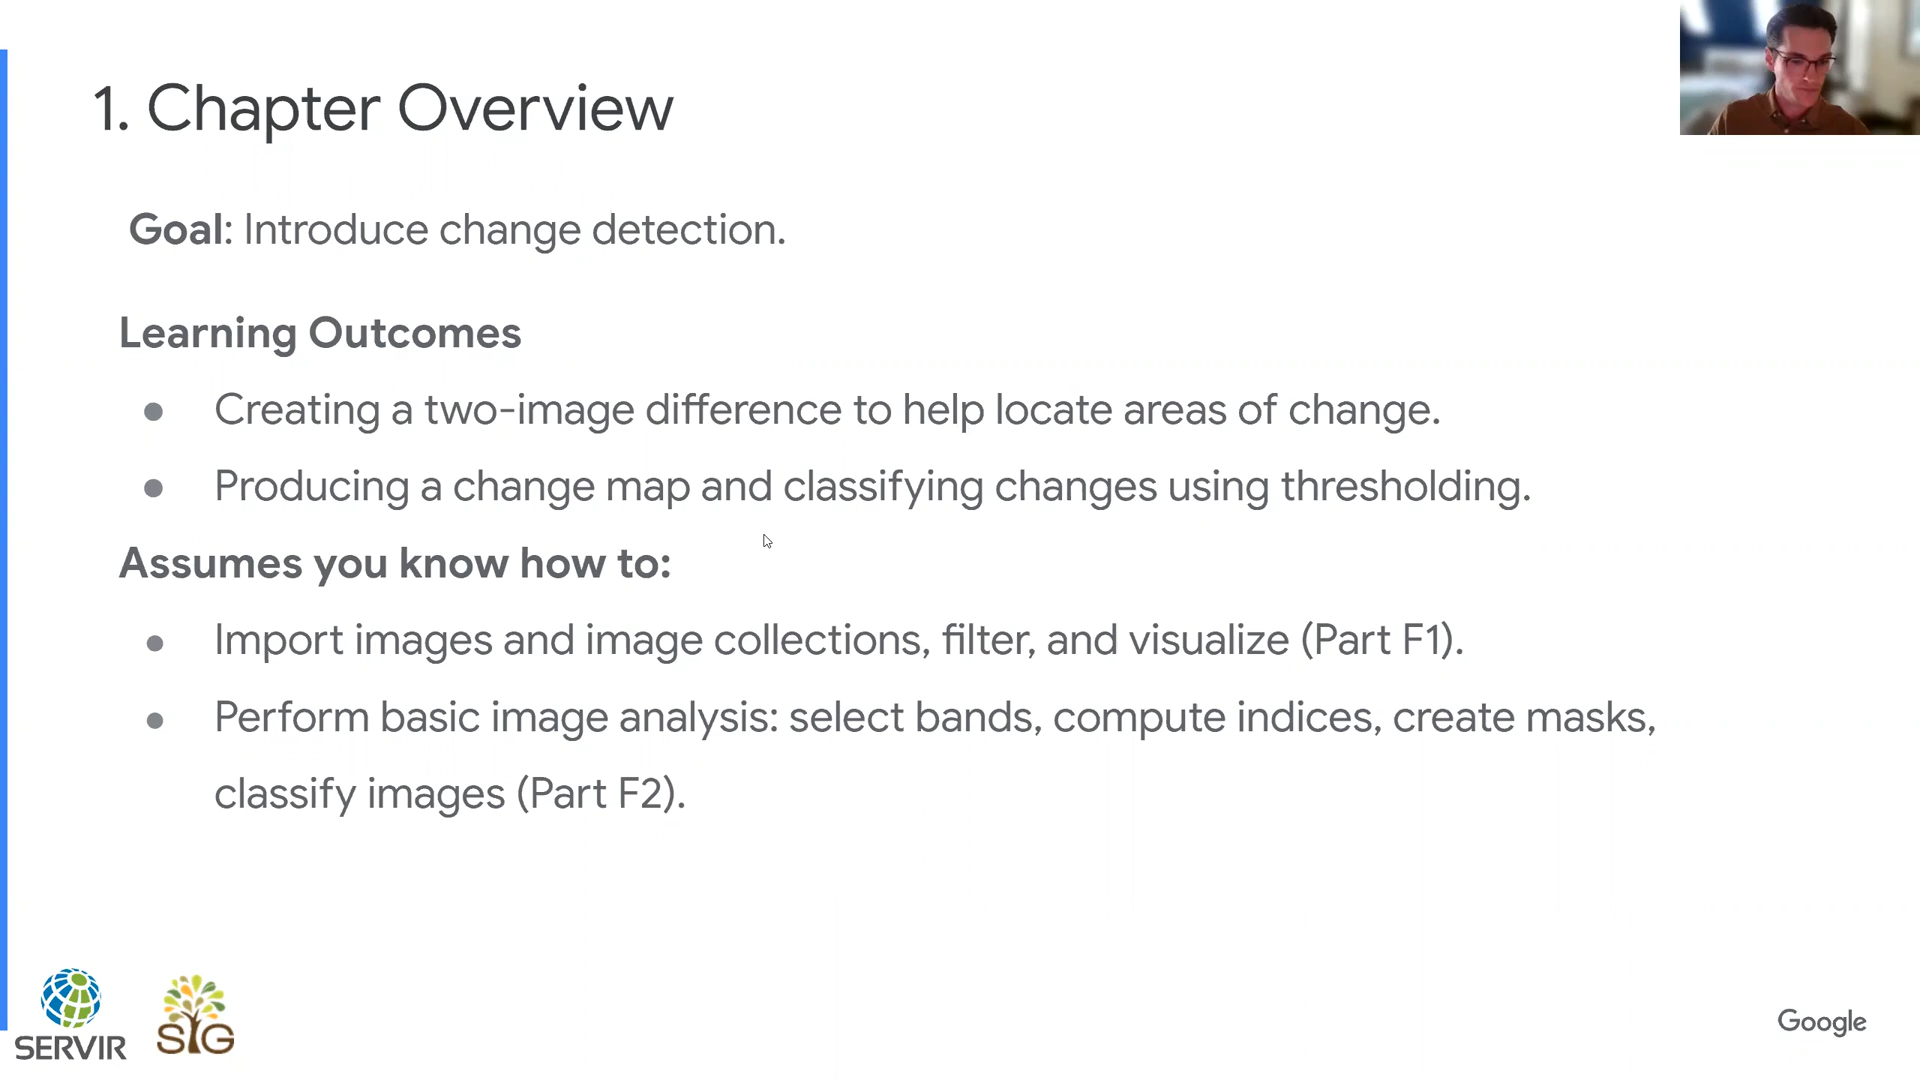 1. Chapter Overview
Goal: Introduce change detection.
Learning Outcomes
● Creating a two-image difference to help locate areas of change.
● Producing a change map and classifying changes using thresholding.
Assumes you know how to:
● Import images and image collections, filter, and visualize (Part F1).
● Perform basic image analysis: select bands, compute indices, create masks,
classify images (Part F2).
SERVIR
SIG
Google